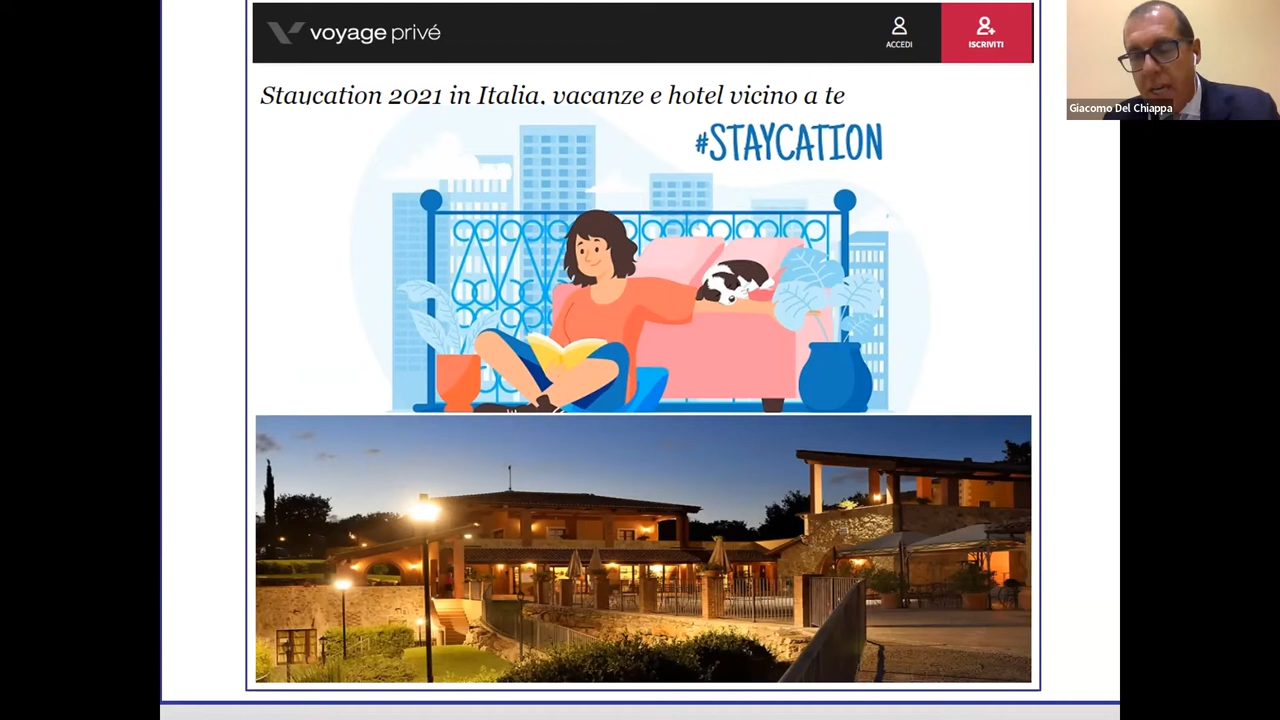 voyage privé
ACCEDI
ISCRIVITI
Staycation 2021 in Italia, vacanze e hotel vicino a te
#STAYCATION
Giacomo Del Chiappa